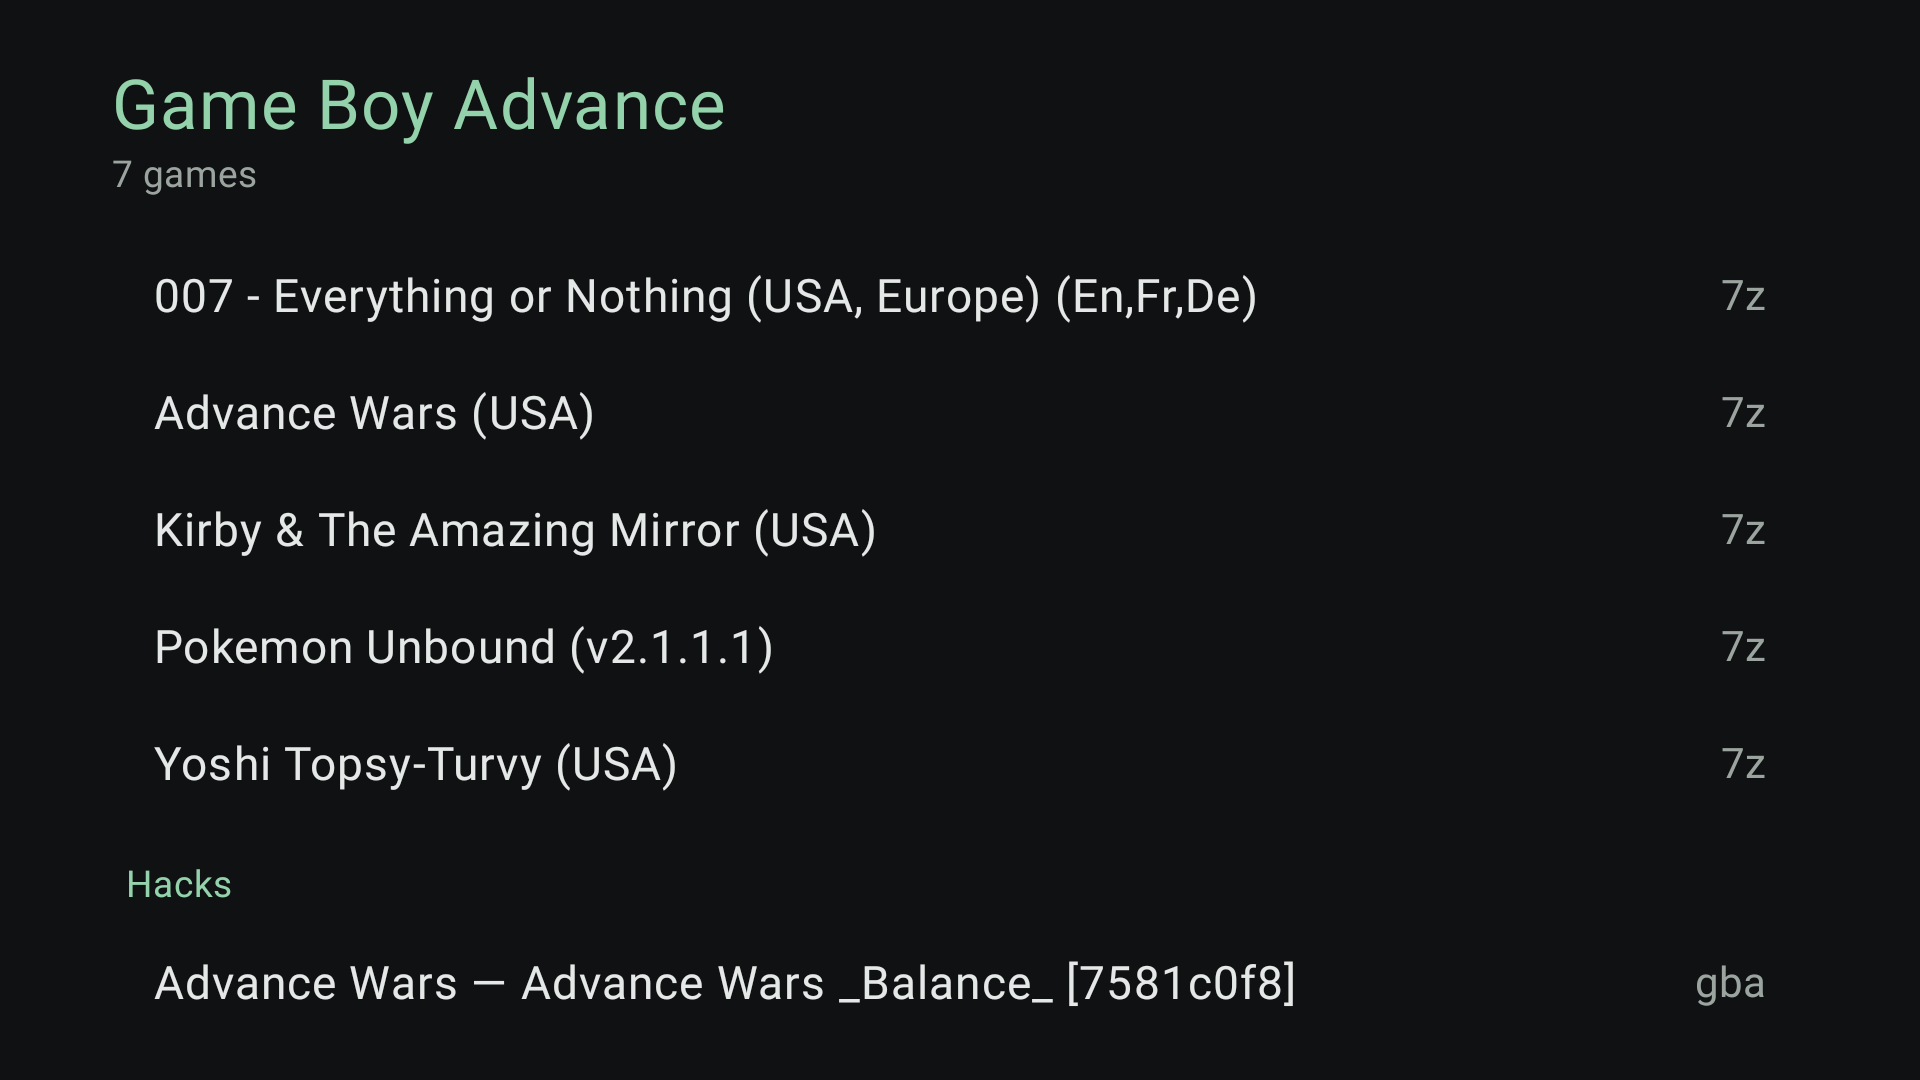 Game Boy Advance
7 games
007 - Everything or Nothing (USA, Europe) (En,Fr,De) 7z
Advance Wars (USA) 7z
Kirby & The Amazing Mirror (USA) 7z
Pokemon Unbound (v2.1.1.1) 7z
Yoshi Topsy-Turvy (USA) 7z
Hacks
Advance Wars — Advance Wars _Balance_ [7581c0f8] gba